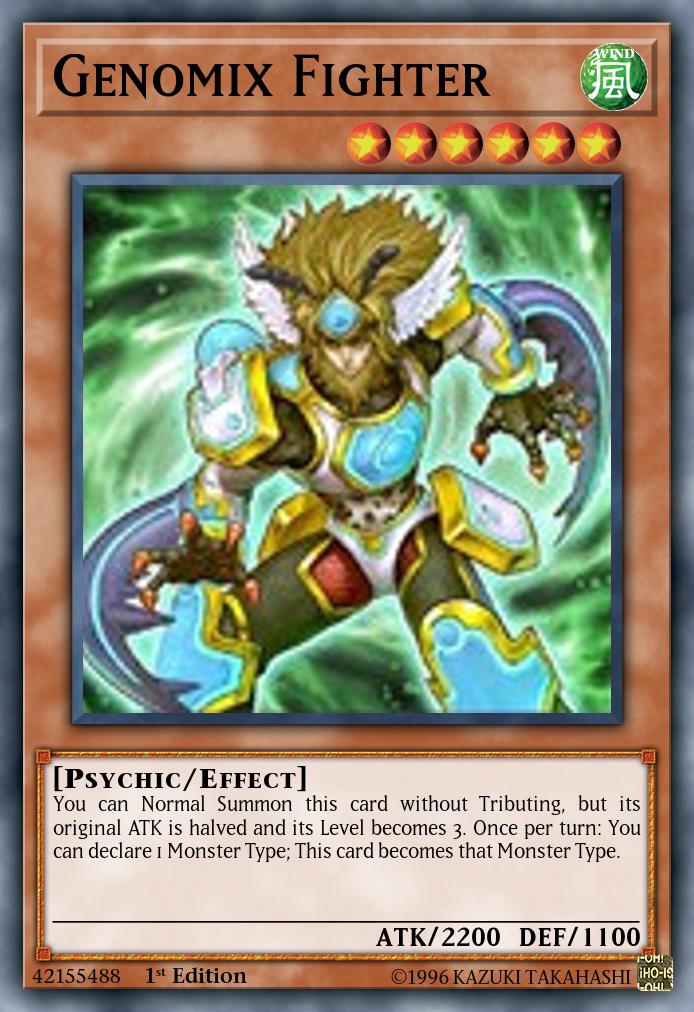 Genomix Fighter
WIND
風
[Psychic/Effect]
You can Normal Summon this card without Tributing, but its
original ATK is halved and its Level becomes 3. Once per turn: You
can declare 1 Monster Type; This card becomes that Monster Type.
ATK/2200 DEF/1100
42155488 1st Edition ©1996 KAZUKI TAKAHASHI